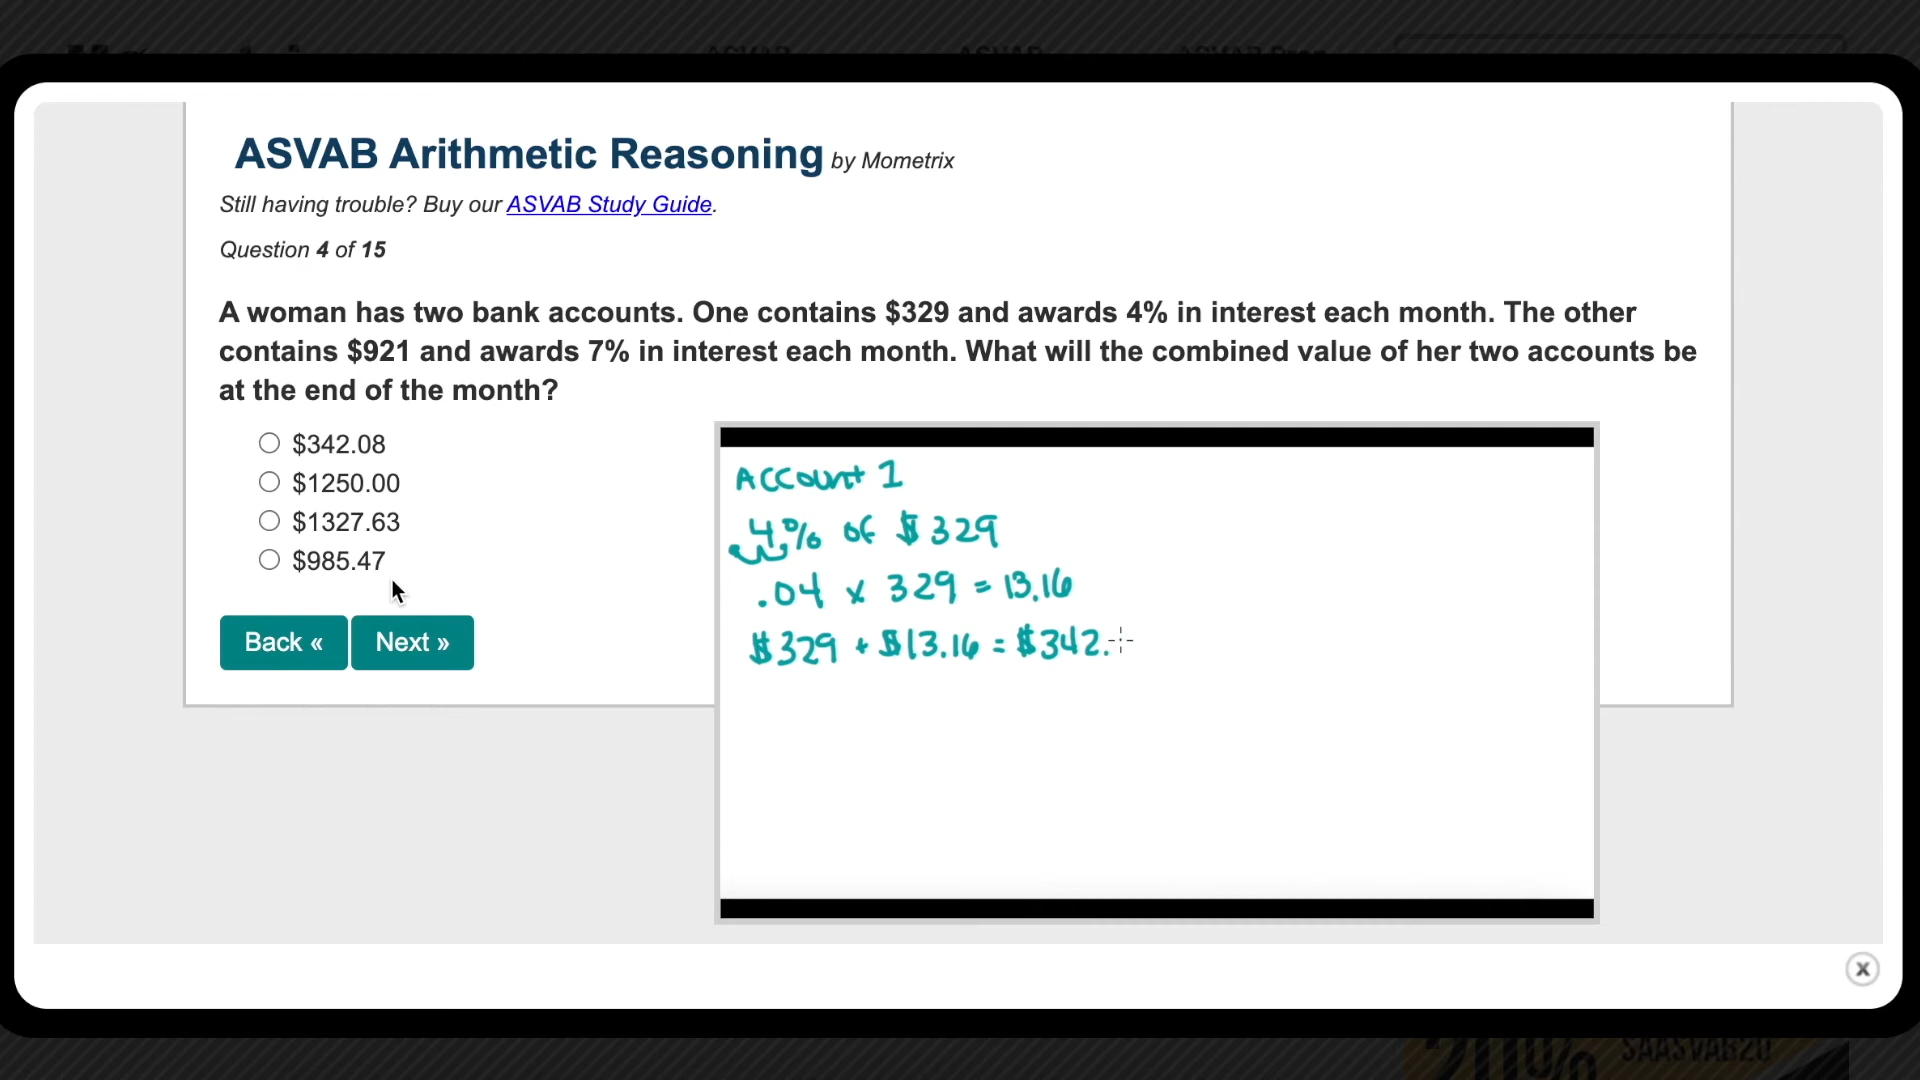 ASVAB Arithmetic Reasoning by Mometrix
Still having trouble? Buy our ASVAB Study Guide.
Question 4 of 15
A woman has two bank accounts. One contains $329 and awards 4% in interest each month. The other
contains $921 and awards 7% in interest each month. What will the combined value of her two accounts be
at the end of the month?
$342.08
$1250.00
$1327.63
$985.47
Back «
Next »
Account 1
4% of $329
.04 x 329 = 13.16
$329 + $13.16 = $342.
x
20%
SAASVAB20